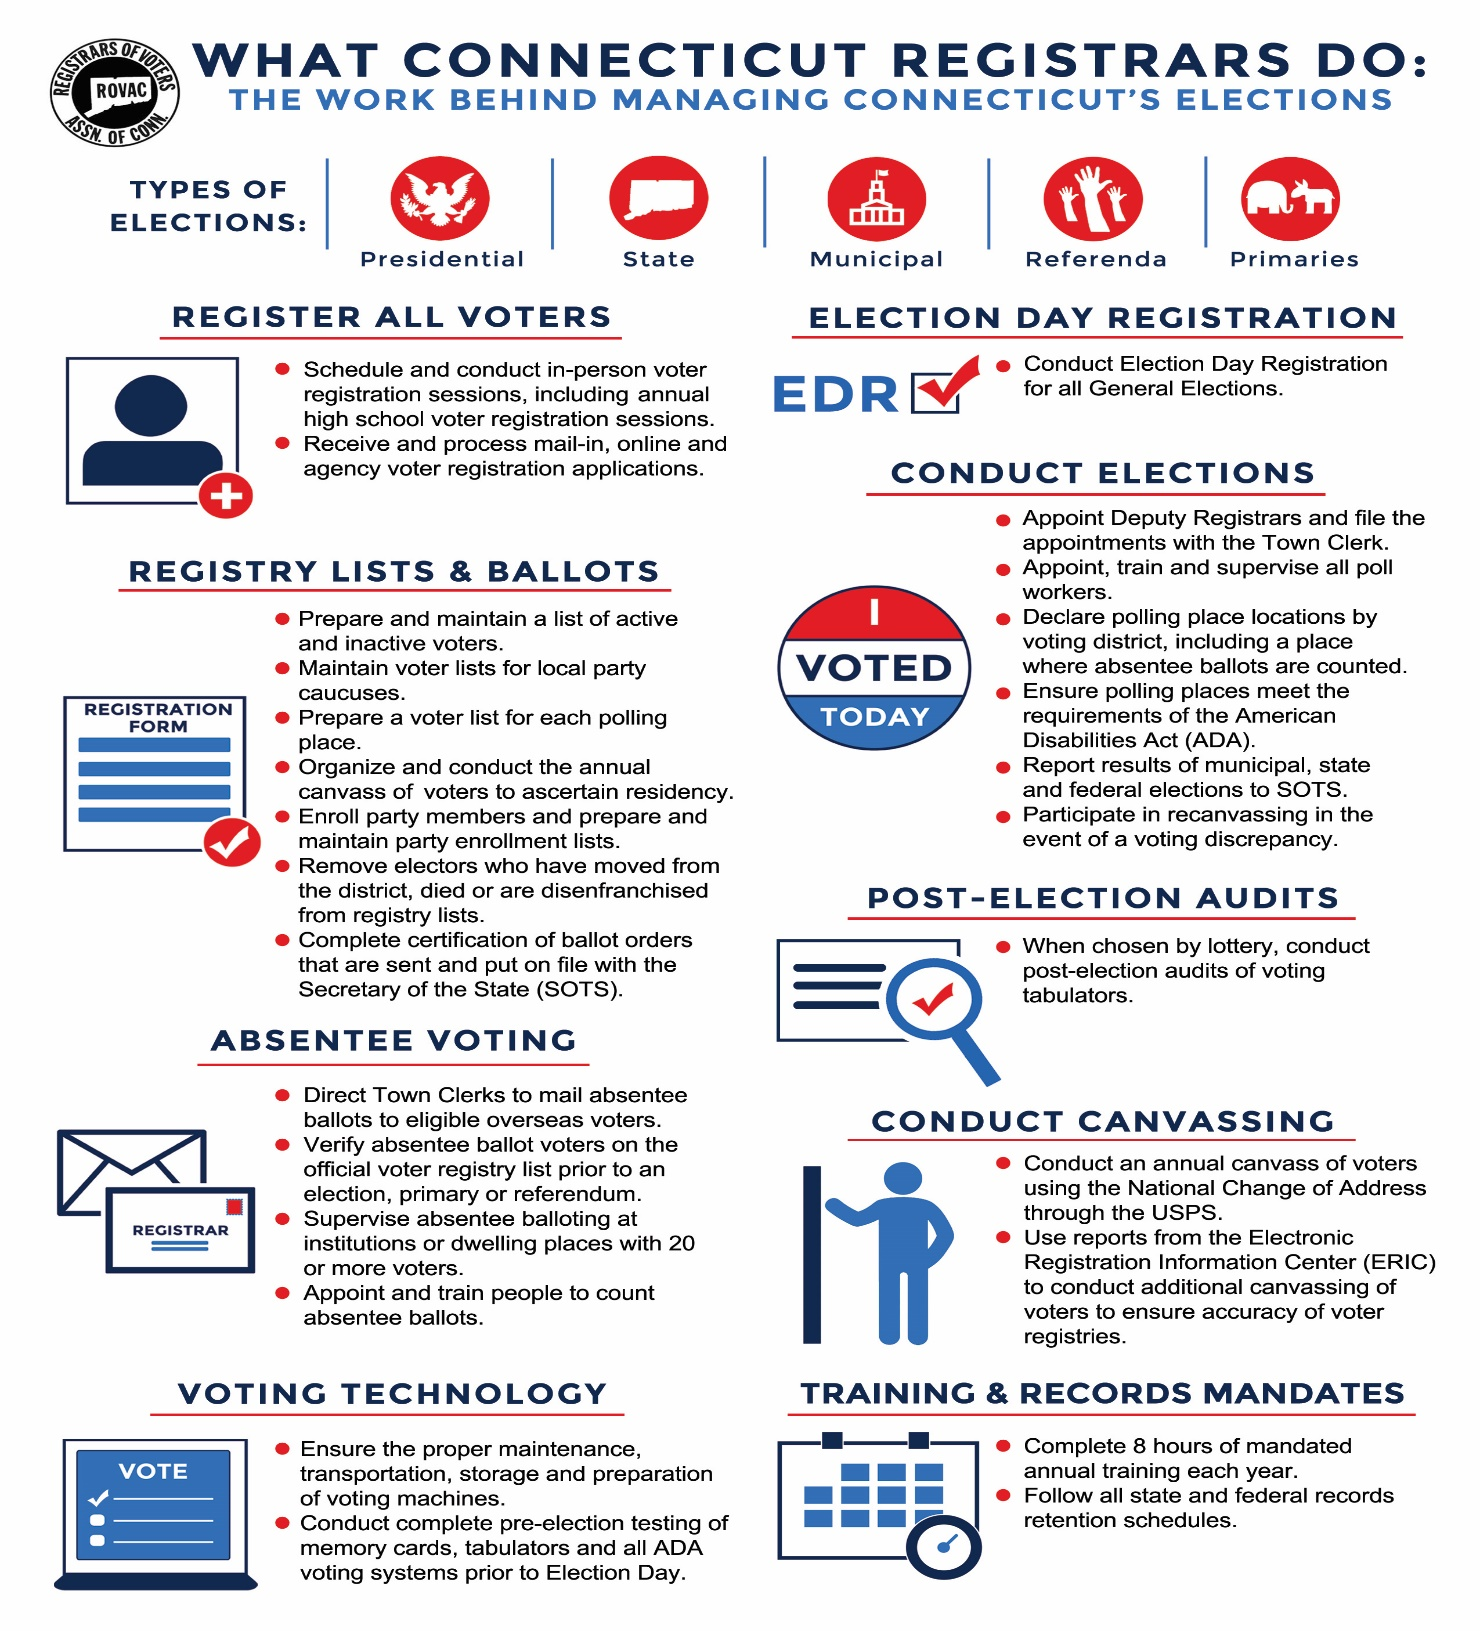 REGISTRARS OF VOTERS
ROVAC
ASSN. OF CONN.
WHAT CONNECTICUT REGISTRARS DO:
THE WORK BEHIND MANAGING CONNECTICUT'S ELECTIONS
TYPES OF
ELECTIONS:
Presidential
State
Municipal
Referenda
Primaries
REGISTER ALL VOTERS
Schedule and conduct in-person voter
registration sessions, including annual
high school voter registration sessions.
Receive and process mail-in, online and
agency voter registration applications.
REGISTRY LISTS & BALLOTS
REGISTRATION
FORM
Prepare and maintain a list of active
and inactive voters.
Maintain voter lists for local party
caucuses.
Prepare a voter list for each polling
place.
Organize and conduct the annual
canvass of voters to ascertain residency.
Enroll party members and prepare and
maintain party enrollment lists.
Remove electors who have moved from
the district, died or are disenfranchised
from registry lists.
Complete certification of ballot orders
that are sent and put on file with the
Secretary of the State (SOTS).
ABSENTEE VOTING
REGISTRAR
Direct Town Clerks to mail absentee
ballots to eligible overseas voters.
Verify absentee ballot voters on the
official voter registry list prior to an
election, primary or referendum.
Supervise absentee balloting at
institutions or dwelling places with 20
or more voters.
Appoint and train people to count
absentee ballots.
VOTING TECHNOLOGY
VOTE
Ensure the proper maintenance,
transportation, storage and preparation
of voting machines.
Conduct complete pre-election testing of
memory cards, tabulators and all ADA
voting systems prior to Election Day.
ELECTION DAY REGISTRATION
EDR
Conduct Election Day Registration
for all General Elections.
CONDUCT ELECTIONS
I
VOTED
TODAY
Appoint Deputy Registrars and file the
appointments with the Town Clerk.
Appoint, train and supervise all poll
workers.
Declare polling place locations by
voting district, including a place
where absentee ballots are counted.
Ensure polling places meet the
requirements of the American
Disabilities Act (ADA).
Report results of municipal, state
and federal elections to SOTS.
Participate in recanvassing in the
event of a voting discrepancy.
POST-ELECTION AUDITS
When chosen by lottery, conduct
post-election audits of voting
tabulators.
CONDUCT CANVASSING
Conduct an annual canvass of voters
using the National Change of Address
through the USPS.
Use reports from the Electronic
Registration Information Center (ERIC)
to conduct additional canvassing of
voters to ensure accuracy of voter
registries.
TRAINING & RECORDS MANDATES
Complete 8 hours of mandated
annual training each year.
Follow all state and federal records
retention schedules.